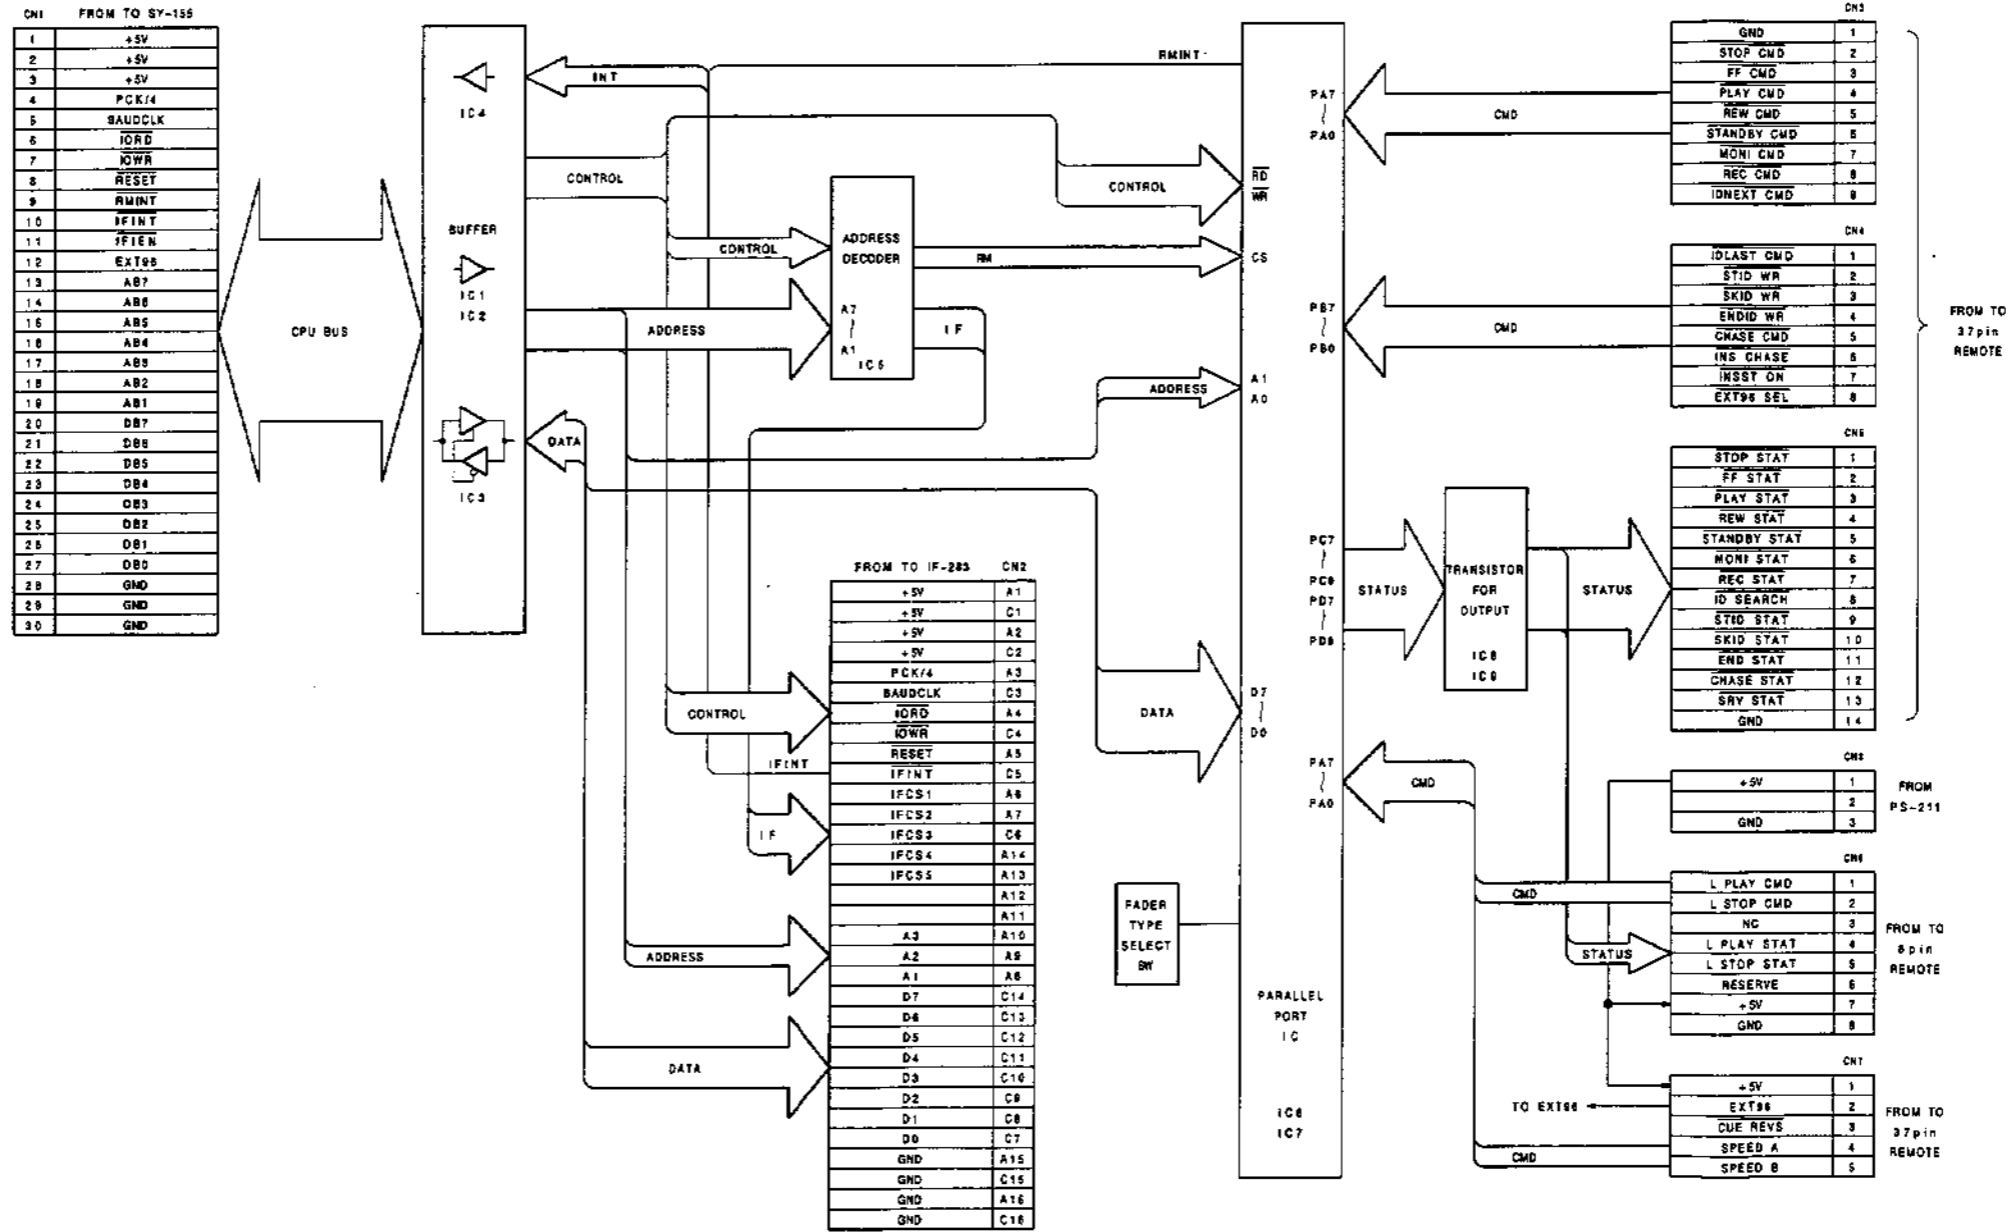 CN1 FROM TO SY-155
1 +5V
2 +5V
3 +5V
4 PCK/4
5 BAUDCLK
6 IORD
7 IOWR
8 RESET
9 RMINT
10 IFINT
11 IFIEN
12 EXT96
13 AB7
14 AB6
15 AB5
16 AB4
17 AB3
18 AB2
19 AB1
20 DB7
21 DB6
22 DB5
23 DB4
24 DB3
25 DB2
26 DB1
27 DB0
28 GND
29 GND
30 GND
CPU BUS
IC4
BUFFER
IC1
IC2
IC3
INT
RMINT
CONTROL
CONTROL
CONTROL
ADDRESS
DECODER
A7
A1
IC5
RM
ADDRESS
IF
DATA
ADDRESS
FROM TO IF-283 CN2
+5V A1
+5V C1
+5V A2
+5V C2
PCK/4 A3
BAUDCLK C3
IORD A4
IOWR C4
RESET A5
IFINT C5
IFCS1 A6
IFCS2 A7
IFCS3 C6
IFCS4 A14
IFCS5 A13
A12
A11
A3 A10
A2 A9
A1 A8
D7 C14
D6 C13
D5 C12
D4 C11
D3 C10
D2 C9
D1 C8
D0 C7
GND A15
GND C15
GND A16
GND C16
CONTROL
IFINT
IF
ADDRESS
DATA
DATA
FADER
TYPE
SELECT
SW
RD
WR
CS
A1
A0
D7
D0
PA7
PA0
PB7
PB0
PC7
PC6
PD7
PD6
PA7
PA0
PARALLEL
PORT
IC
IC6
IC7
CMD
CMD
STATUS
TRANSISTOR
FOR
OUTPUT
IC8
IC9
STATUS
CMD
CMD
STATUS
TO EXT96
CMD
CN3
GND 1
STOP CMD 2
FF CMD 3
PLAY CMD 4
REW CMD 5
STANDBY CMD 6
MONI CMD 7
REC CMD 8
IDNEXT CMD 9
CN4
IDLAST CMD 1
STID WR 2
SKID WR 3
ENDID WR 4
CHASE CMD 5
INS CHASE 6
INSST ON 7
EXT96 SEL 8
FROM TO
37pin
REMOTE
CN5
STOP STAT 1
FF STAT 2
PLAY STAT 3
REW STAT 4
STANDBY STAT 5
MONI STAT 6
REC STAT 7
ID SEARCH 8
STID STAT 9
SKID STAT 10
END STAT 11
CHASE STAT 12
SRV STAT 13
GND 14
+5V 1
2
GND 3
FROM
PS-211
L PLAY CMD 1
L STOP CMD 2
NC 3
L PLAY STAT 4
L STOP STAT 5
RESERVE 6
+5V 7
GND 8
FROM TO
8pin
REMOTE
CN7
+5V 1
EXT96 2
CUE REVS 3
SPEED A 4
SPEED B 5
FROM TO
37pin
REMOTE